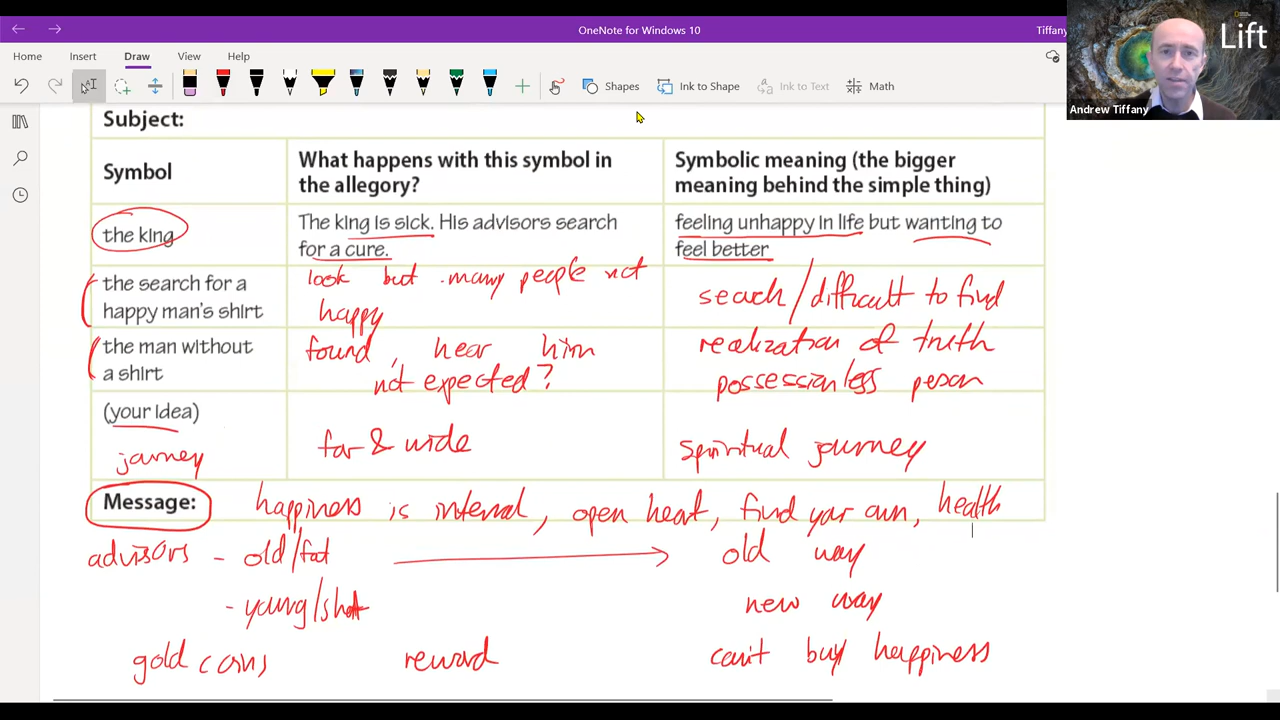 OneNote for Windows 10
Tiffany
Lift
Andrew Tiffany
Home Insert Draw View Help
Shapes Ink to Shape Ink to Text Math
Subject:
Symbol
What happens with this symbol in
the allegory?
Symbolic meaning (the bigger
meaning behind the simple thing)
the king
The king is sick. His advisors search
for a cure.
feeling unhappy in life but wanting to
feel better
the search for a
happy man's shirt
look but many people not
happy
search/difficult to find
the man without
a shirt
found, hear him
not expected?
realization of truth
possessionless person
(your idea)
journey
far & wide
spiritual journey
Message: happiness is internal, open heart, find your own, health
advisors - old/fat old way
- young/short new way
gold coins reward can't buy happiness